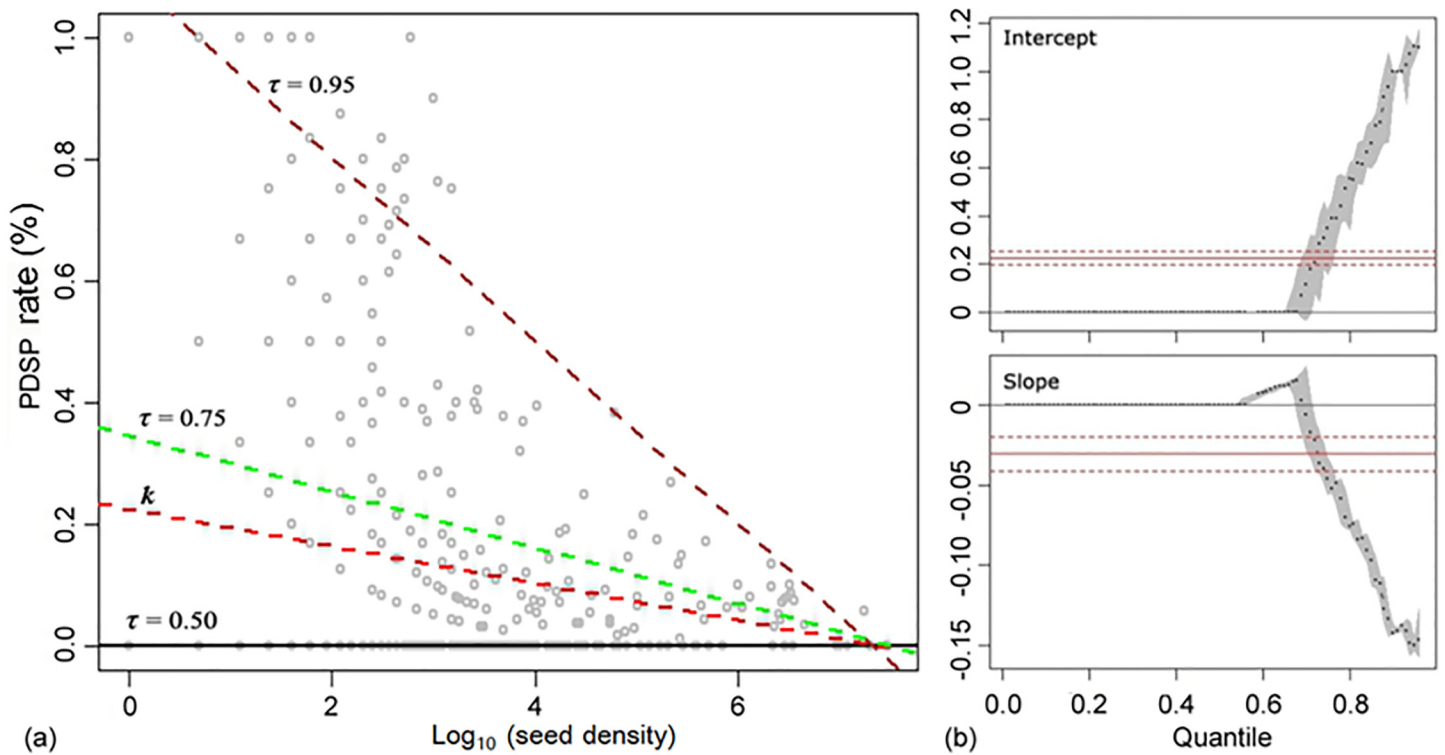 PDSP rate (%)
1.0
0.8
0.6
0.4
0.2
0.0
τ = 0.95
τ = 0.75
k
τ = 0.50
0 2 4 6
(a) Log10 (seed density)
Intercept
1.2
1.0
0.8
0.6
0.4
0.2
0
Slope
0
-0.05
-0.10
-0.15
0.0 0.2 0.4 0.6 0.8
(b) Quantile